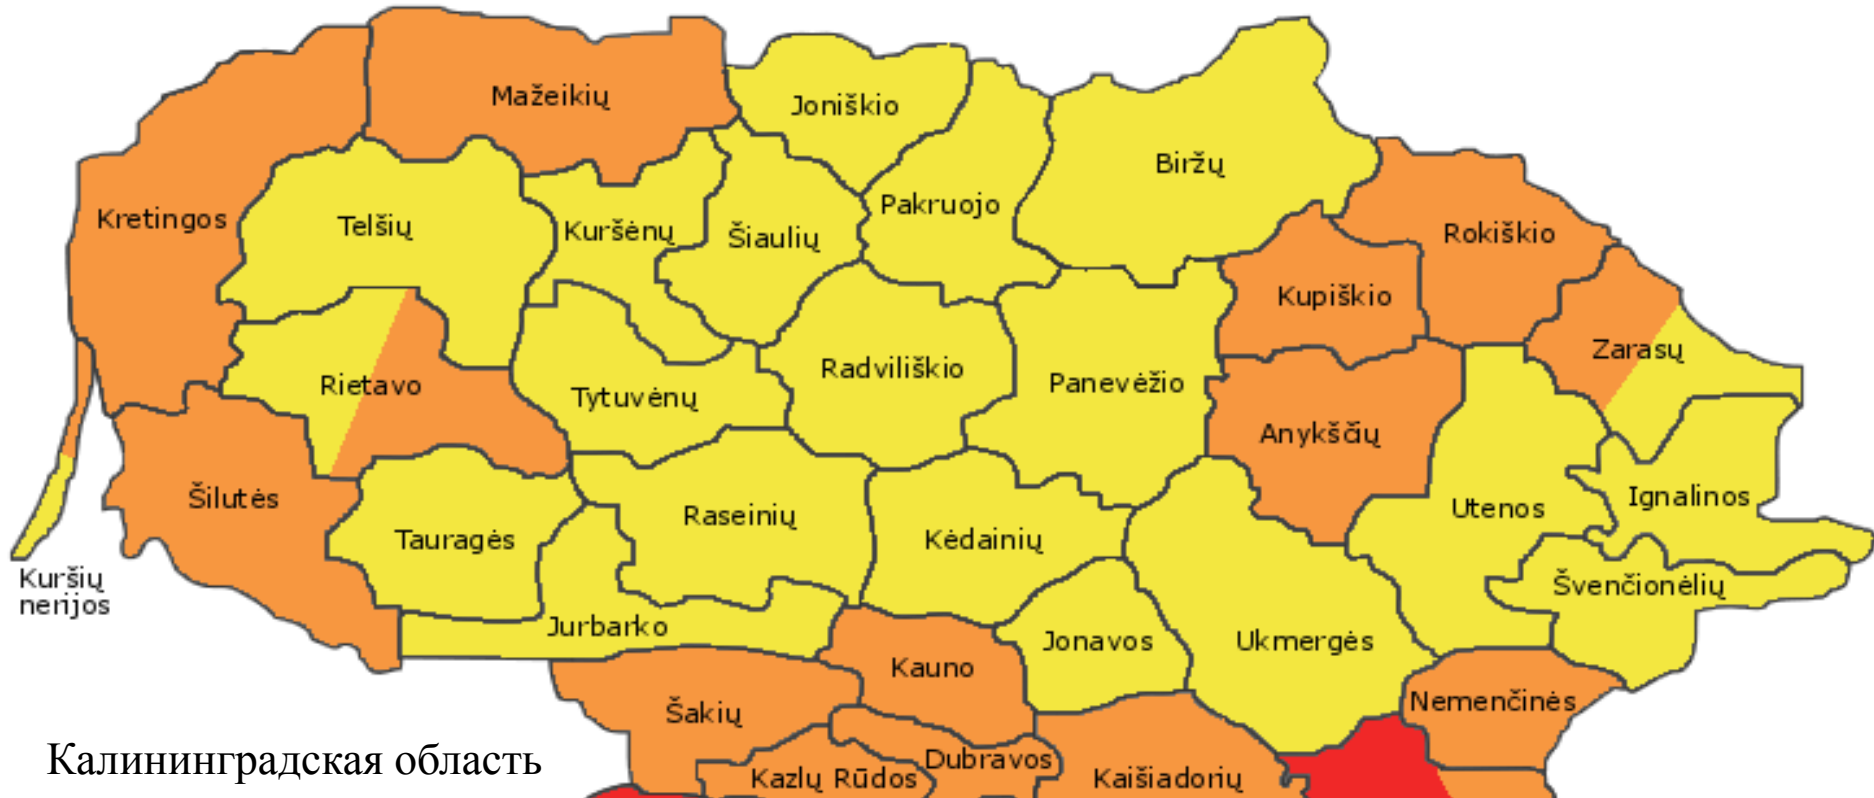 Mažeikių
Joniškio
Biržų
Kretingos
Telšių
Kuršėnų
Šiaulių
Pakruojo
Rokiškio
Kupiškio
Zarasų
Rietavo
Tytuvėnų
Radviliškio
Panevėžio
Anykščių
Šilutės
Tauragės
Raseinių
Kėdainių
Utenos
Ignalinos
Kuršių
nerijos
Švenčionėlių
Jurbarko
Jonavos
Ukmergės
Kauno
Nemenčinės
Šakių
Калининградская область
Kazlų Rūdos
Dubravos
Kaišiadorių